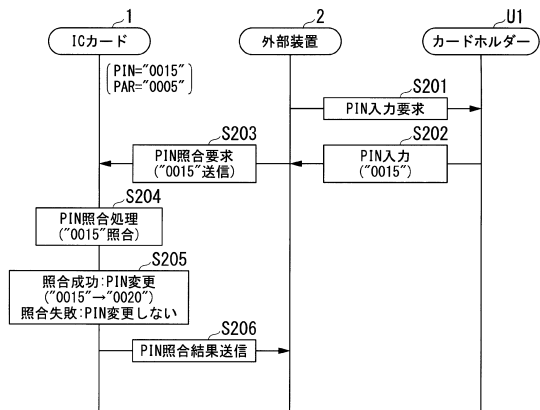 1
2
U1
ICカード
外部装置
カードホルダー
PIN="0015"
PAR="0005"
S201
PIN入力要求
S202
PIN入力
("0015")
S203
PIN照合要求
("0015"送信)
S204
PIN照合処理
("0015"照合)
S205
照合成功:PIN変更
("0015"→"0020")
照合失敗:PIN変更しない
S206
PIN照合結果送信